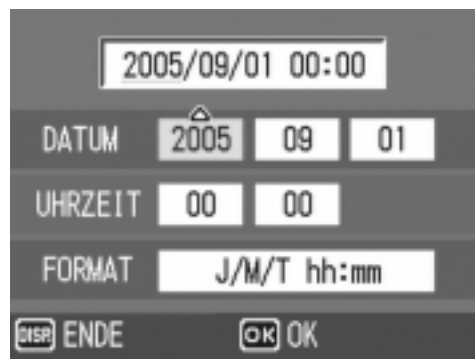 2005/09/01 00:00
DATUM 2005 09 01
UHRZEIT 00 00
FORMAT J/M/T hh:mm
DISP. ENDE OK OK